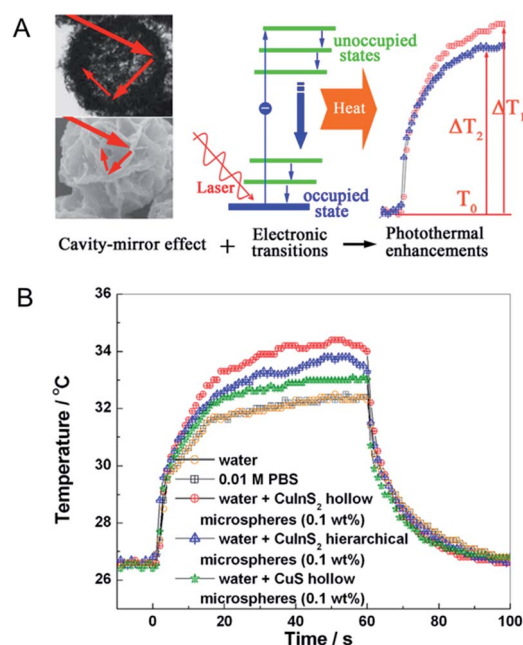 A
unoccupied
states
Heat
Laser
occupied
state
ΔT₂
ΔT₁
T₀
Cavity-mirror effect + Electronic transitions → Photothermal enhancements
B
36
34
32
30
28
26
Temperature / °C
water
0.01 M PBS
water + CuInS₂ hollow
microspheres (0.1 wt%)
water + CuInS₂ hierarchical
microspheres (0.1 wt%)
water + CuS hollow
microspheres (0.1 wt%)
0 20 40 60 80 100
Time / s